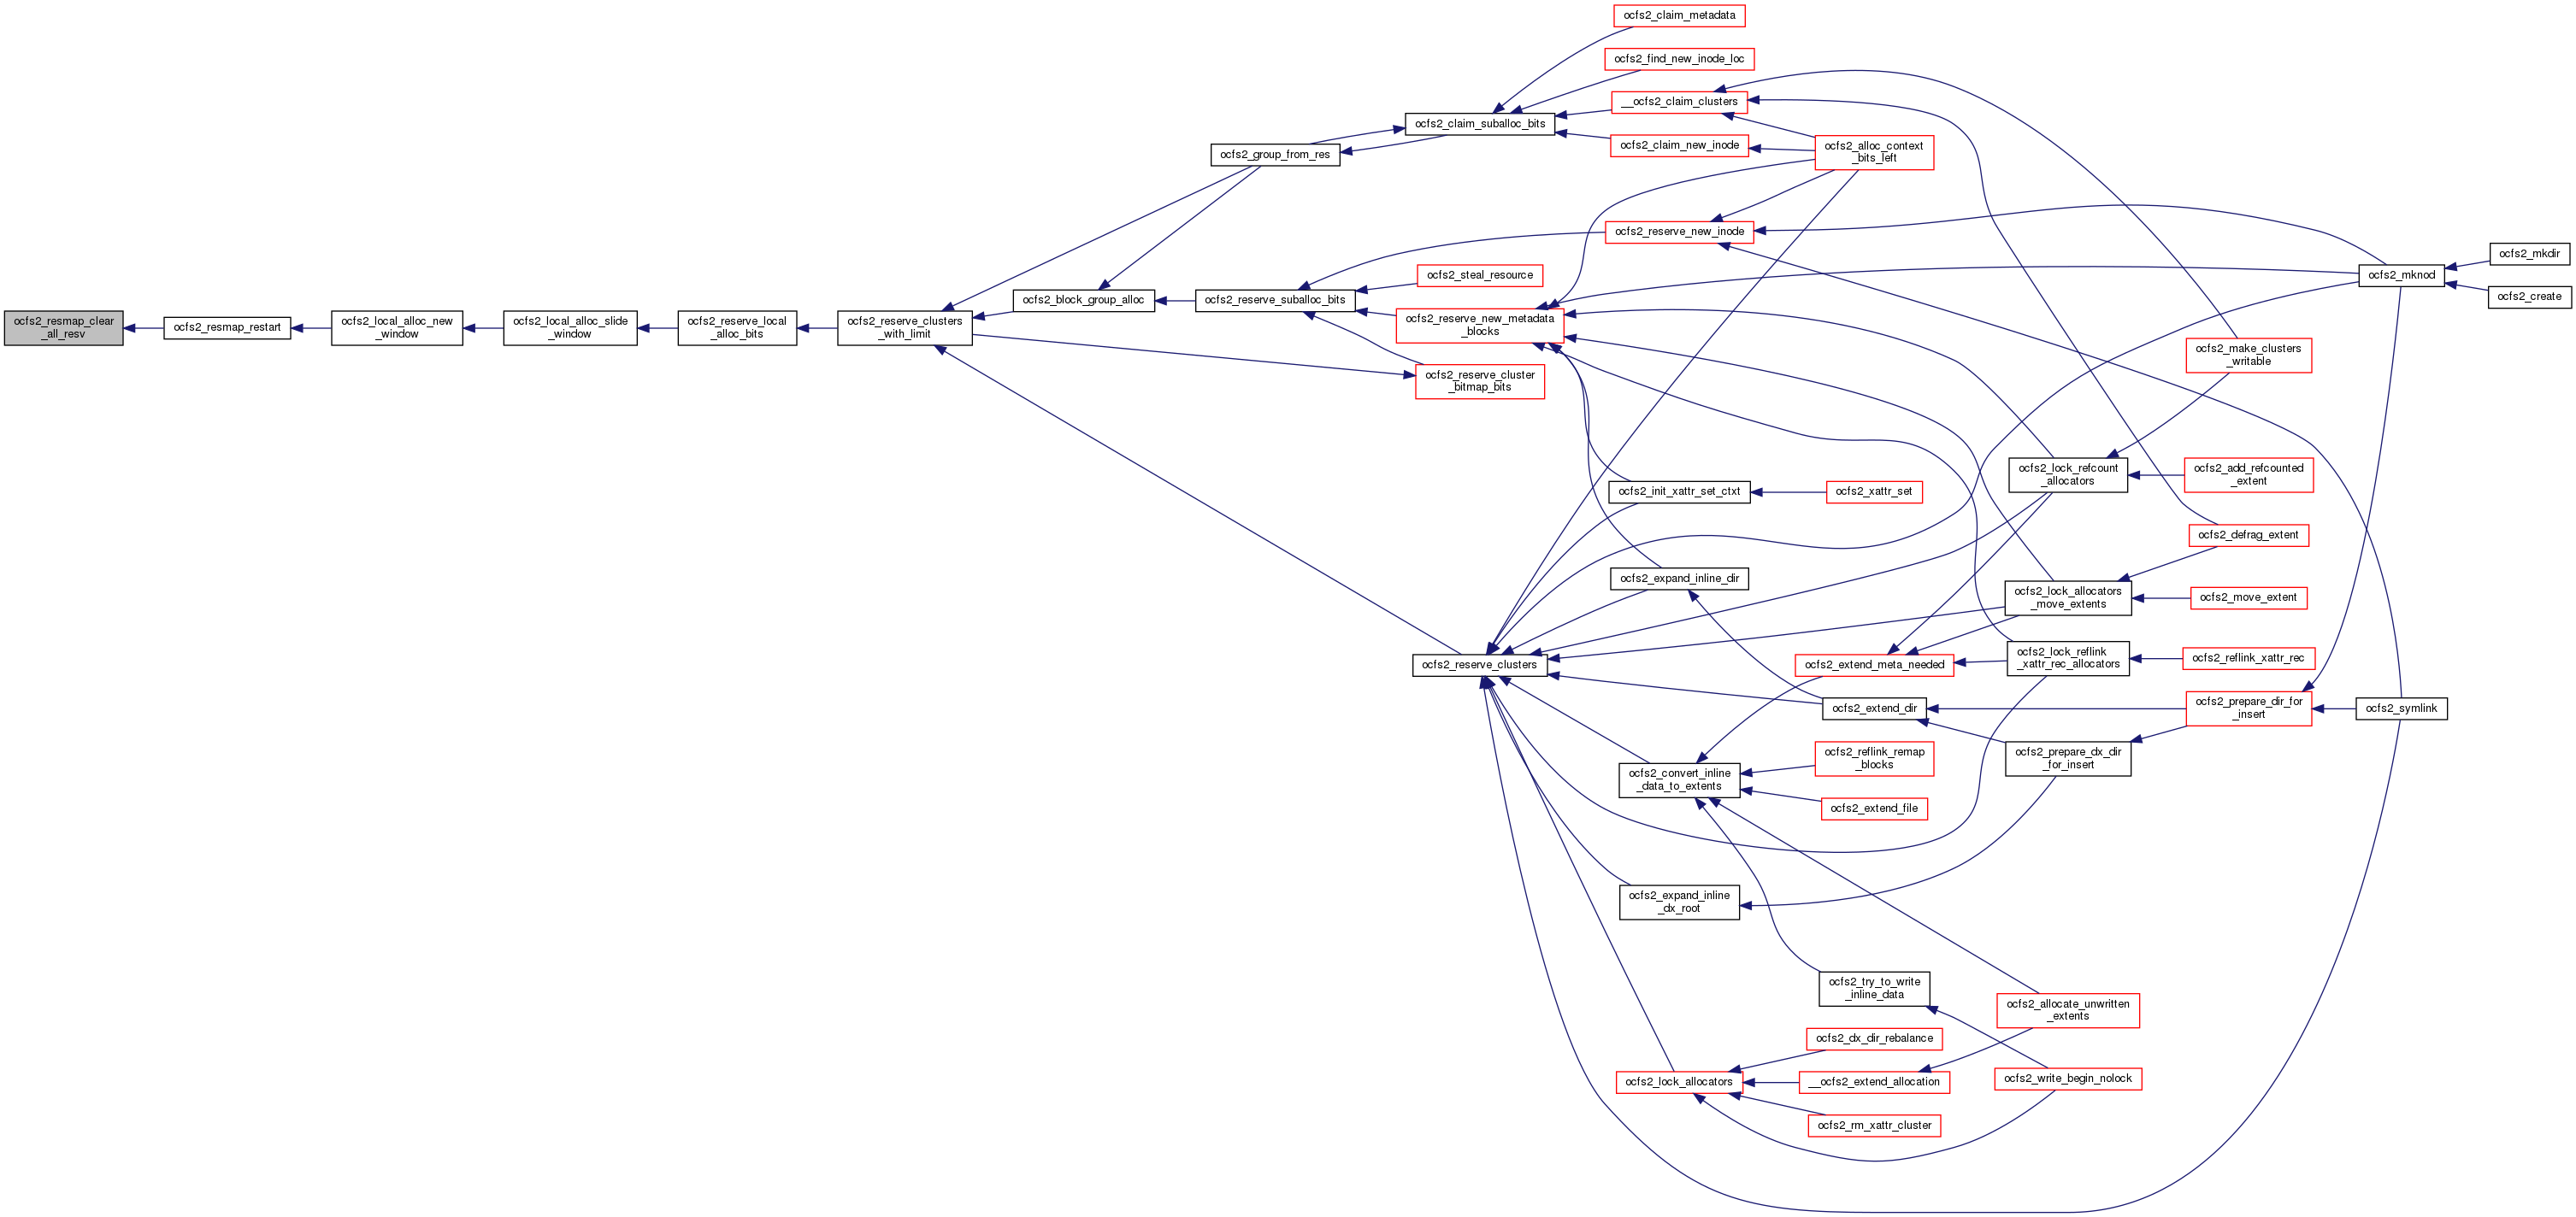 ocfs2_resmap_clear
_all_resv
ocfs2_resmap_restart
ocfs2_local_alloc_new
_window
ocfs2_local_alloc_slide
_window
ocfs2_reserve_local
_alloc_bits
ocfs2_reserve_clusters
_with_limit
ocfs2_group_from_res
ocfs2_block_group_alloc
ocfs2_claim_suballoc_bits
ocfs2_reserve_suballoc_bits
ocfs2_claim_metadata
ocfs2_find_new_inode_loc
__ocfs2_claim_clusters
ocfs2_claim_new_inode
ocfs2_alloc_context
_bits_left
ocfs2_reserve_new_inode
ocfs2_steal_resource
ocfs2_reserve_new_metadata
_blocks
ocfs2_reserve_cluster
_bitmap_bits
ocfs2_mknod
ocfs2_mkdir
ocfs2_create
ocfs2_make_clusters
_writable
ocfs2_lock_refcount
_allocators
ocfs2_add_refcounted
_extent
ocfs2_init_xattr_set_ctxt
ocfs2_xattr_set
ocfs2_defrag_extent
ocfs2_expand_inline_dir
ocfs2_lock_allocators
_move_extents
ocfs2_move_extent
ocfs2_reserve_clusters
ocfs2_extend_meta_needed
ocfs2_lock_reflink
_xattr_rec_allocators
ocfs2_reflink_xattr_rec
ocfs2_extend_dir
ocfs2_prepare_dir_for
_insert
ocfs2_symlink
ocfs2_prepare_dx_dir
_for_insert
ocfs2_convert_inline
_data_to_extents
ocfs2_reflink_remap
_blocks
ocfs2_extend_file
ocfs2_expand_inline
_dx_root
ocfs2_try_to_write
_inline_data
ocfs2_allocate_unwritten
_extents
ocfs2_dx_dir_rebalance
ocfs2_lock_allocators
__ocfs2_extend_allocation
ocfs2_write_begin_nolock
ocfs2_rm_xattr_cluster